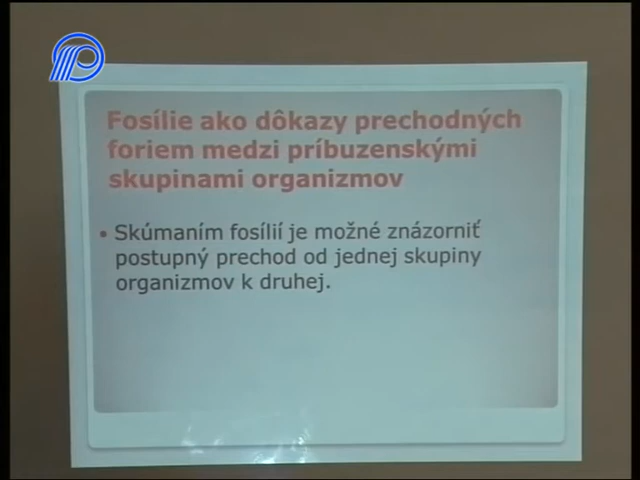 Fosílie ako dôkazy prechodných
foriem medzi príbuzenskými
skupinami organizmov
• Skúmaním fosílií je možné znázorniť
postupný prechod od jednej skupiny
organizmov k druhej.